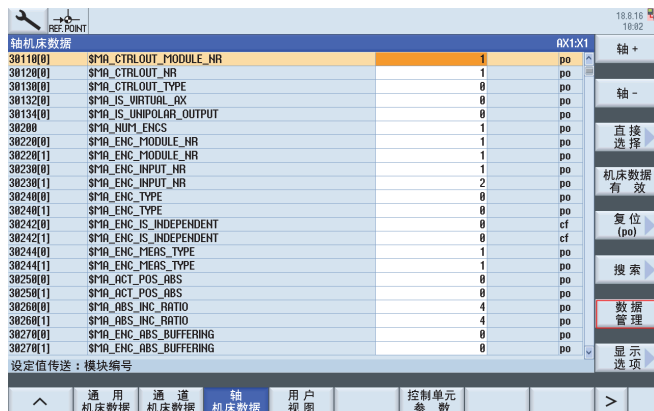 REF.POINT
18.8.16
10:02
轴机床数据 AX1:X1
30110[0] $MA_CTRLOUT_MODULE_NR 1 po
30120[0] $MA_CTRLOUT_NR 1 po
30130[0] $MA_CTRLOUT_TYPE 0 po
30132[0] $MA_IS_VIRTUAL_AX 0 po
30134[0] $MA_IS_UNIPOLAR_OUTPUT 0 po
30200 $MA_NUM_ENCS 1 po
30220[0] $MA_ENC_MODULE_NR 1 po
30220[1] $MA_ENC_MODULE_NR 1 po
30230[0] $MA_ENC_INPUT_NR 1 po
30230[1] $MA_ENC_INPUT_NR 2 po
30240[0] $MA_ENC_TYPE 0 po
30240[1] $MA_ENC_TYPE 0 po
30242[0] $MA_ENC_IS_INDEPENDENT 0 cf
30242[1] $MA_ENC_IS_INDEPENDENT 0 cf
30244[0] $MA_ENC_MEAS_TYPE 1 po
30244[1] $MA_ENC_MEAS_TYPE 1 po
30250[0] $MA_ACT_POS_ABS 0 po
30250[1] $MA_ACT_POS_ABS 0 po
30260[0] $MA_ABS_INC_RATIO 4 po
30260[1] $MA_ABS_INC_RATIO 4 po
30270[0] $MA_ENC_ABS_BUFFERING 0 po
30270[1] $MA_ENC_ABS_BUFFERING 0 po
设定值传送：模块编号
轴 +
轴 -
直接
选择
机床数据
有 效
复位
(po)
搜索
数据
管理
显示
选项
通 用
机床数据
通 道
机床数据
轴
机床数据
用户
视图
控制单元
参 数
>